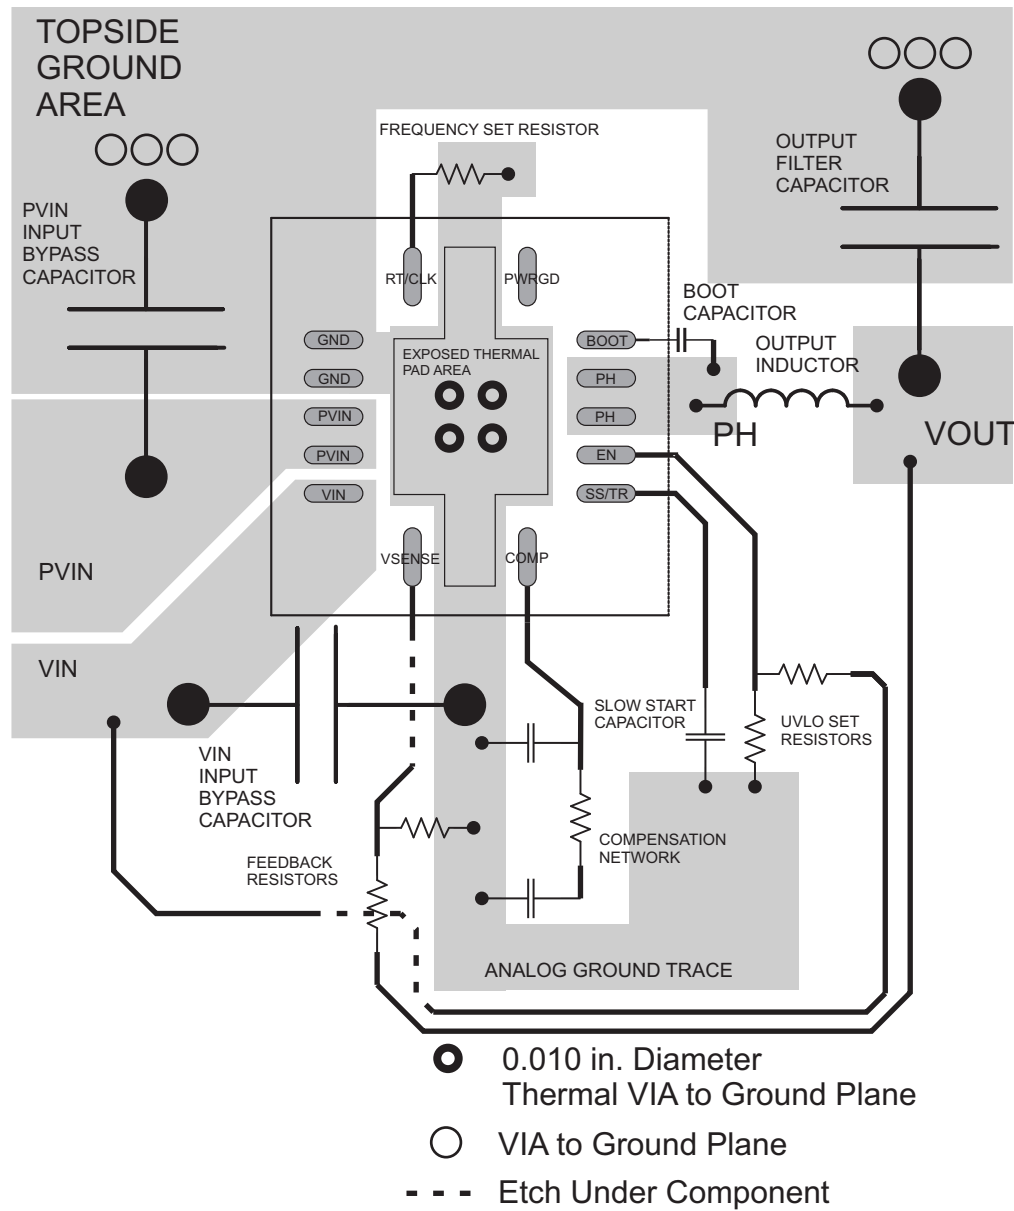 TOPSIDE
GROUND
AREA
FREQUENCY SET RESISTOR
OUTPUT
FILTER
CAPACITOR
PVIN
INPUT
BYPASS
CAPACITOR
RT/CLK
PWRGD
BOOT
CAPACITOR
GND
EXPOSED THERMAL
PAD AREA
BOOT
OUTPUT
INDUCTOR
GND
PH
PVIN
PH
PH
VOUT
PVIN
EN
VIN
SS/TR
VSENSE
COMP
PVIN
VIN
SLOW START
CAPACITOR
UVLO SET
RESISTORS
VIN
INPUT
BYPASS
CAPACITOR
COMPENSATION
NETWORK
FEEDBACK
RESISTORS
ANALOG GROUND TRACE
0.010 in. Diameter
Thermal VIA to Ground Plane
VIA to Ground Plane
Etch Under Component